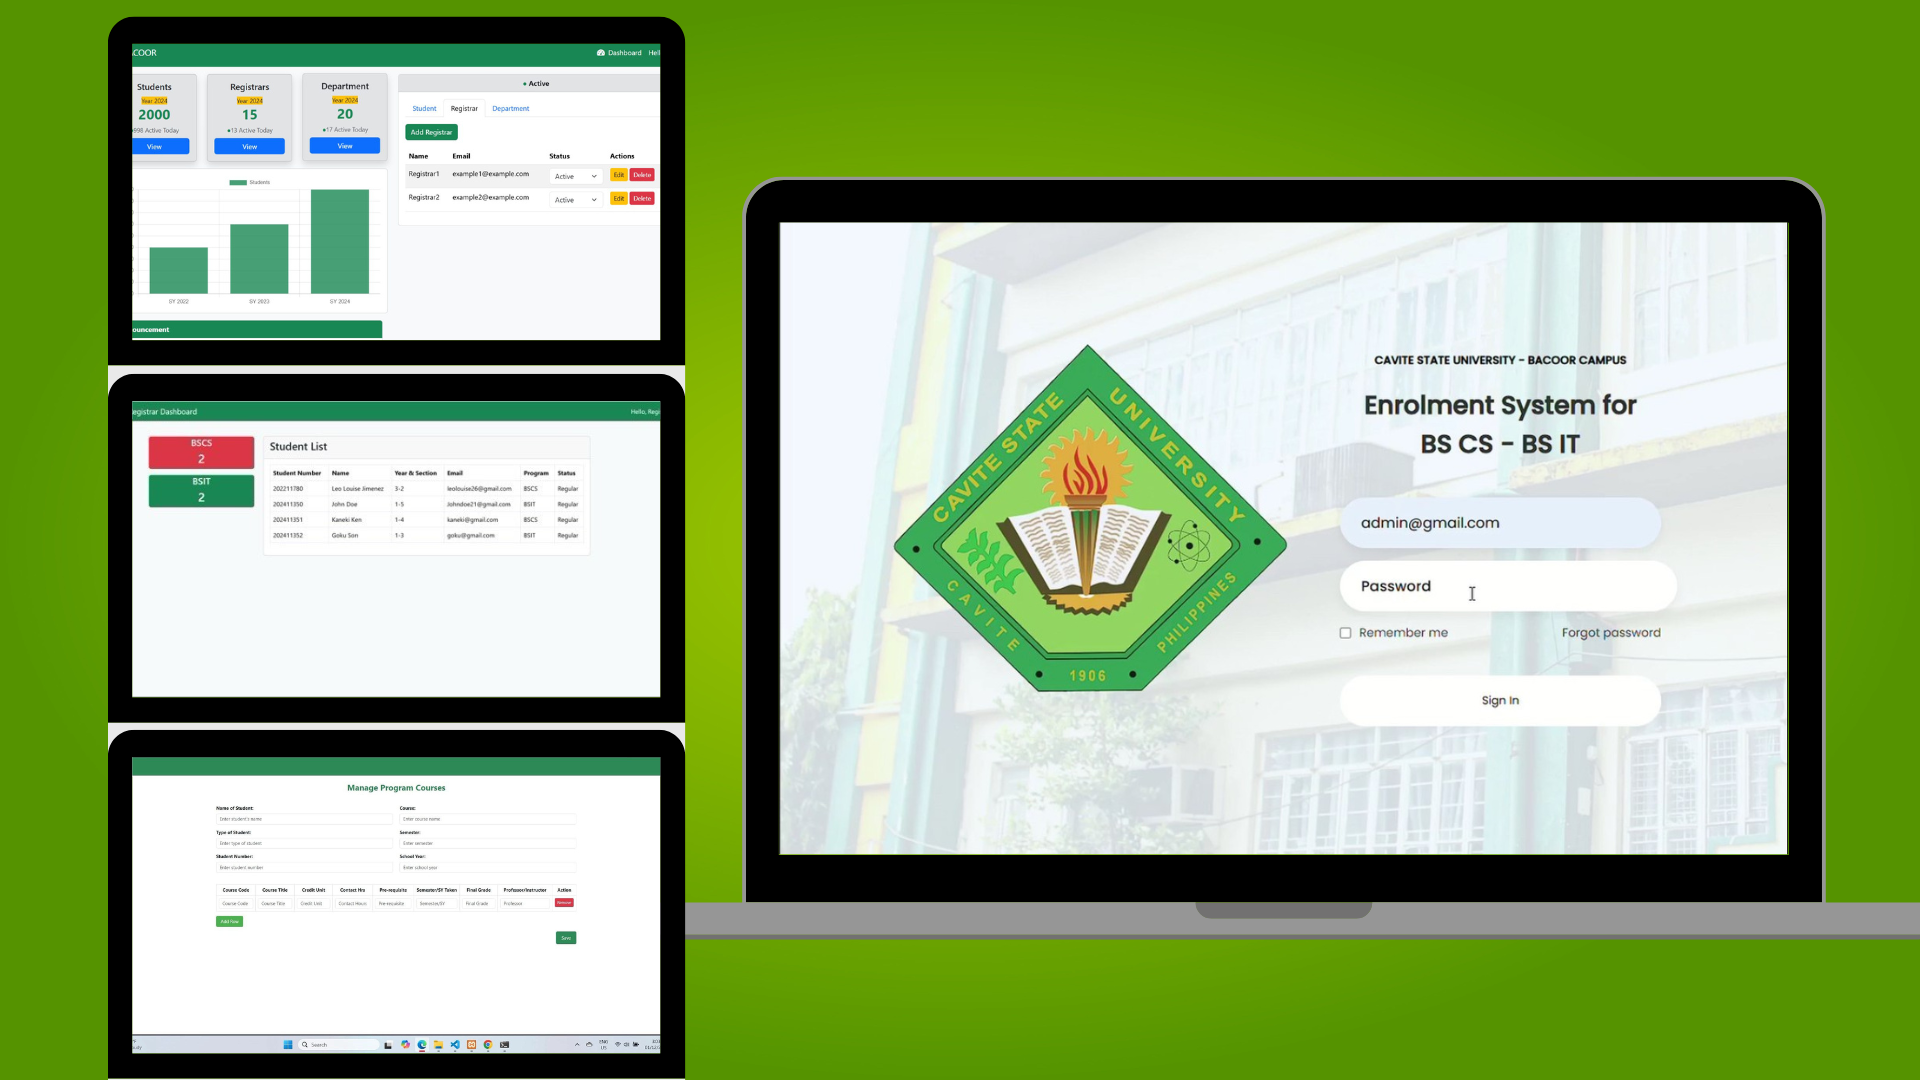 COOR
Dashboard
Students
Year 2024
2000
998 Active Today
View
Registrars
Year 2024
15
13 Active Today
View
Department
Year 2024
20
17 Active Today
View
Active
Student Registrar Department
Add Registrar
Name Email Status Actions
Registrar1 example1@example.com Active Edit Delete
Registrar2 example2@example.com Active Edit Delete
Students
SY 2022 SY 2023 SY 2024
ouncement
egistrar Dashboard
Hello, Regi
BSCS
2
BSIT
2
Student List
Student Number Name Year & Section Email Program Status
202211780 Leo Louise Jimenez 3-2 leolouise26@gmail.com BSCS Regular
202411350 John Doe 1-5 Johndoe21@gmail.com BSIT Regular
202411351 Kaneki Ken 1-4 kaneki@gmail.com BSCS Regular
202411352 Goku Son 1-3 goku@gmail.com BSIT Regular
Manage Program Courses
Name of Student: Course:
Enter student's name Enter course name
Type of Student: Semester:
Enter type of student Enter semester
Student Number: School Year:
Enter student number Enter school year
Course Code Course Title Credit Unit Contact Hrs Pre-requisite Semester/SY Taken Final Grade Professor/Instructor Action
Course Code Course Title Credit Unit Contact Hours Pre-requisite Semester/SY Final Grade Professor Remove
Add Row
Save
Search
ENG
CAVITE STATE UNIVERSITY
CAVITE PHILIPPINES
1906
CAVITE STATE UNIVERSITY - BACOOR CAMPUS
Enrolment System for
BS CS - BS IT
admin@gmail.com
Password
Remember me Forgot password
Sign In